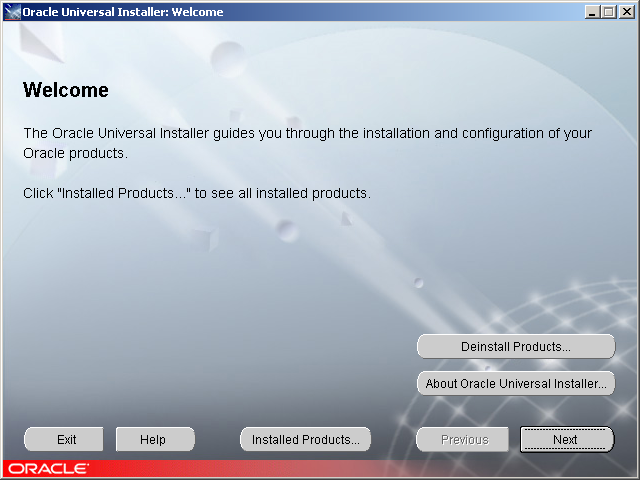 Oracle Universal Installer: Welcome
Welcome
The Oracle Universal Installer guides you through the installation and configuration of your
Oracle products.
Click "Installed Products..." to see all installed products.
Deinstall Products...
About Oracle Universal Installer...
Exit
Help
Installed Products...
Previous
Next
ORACLE